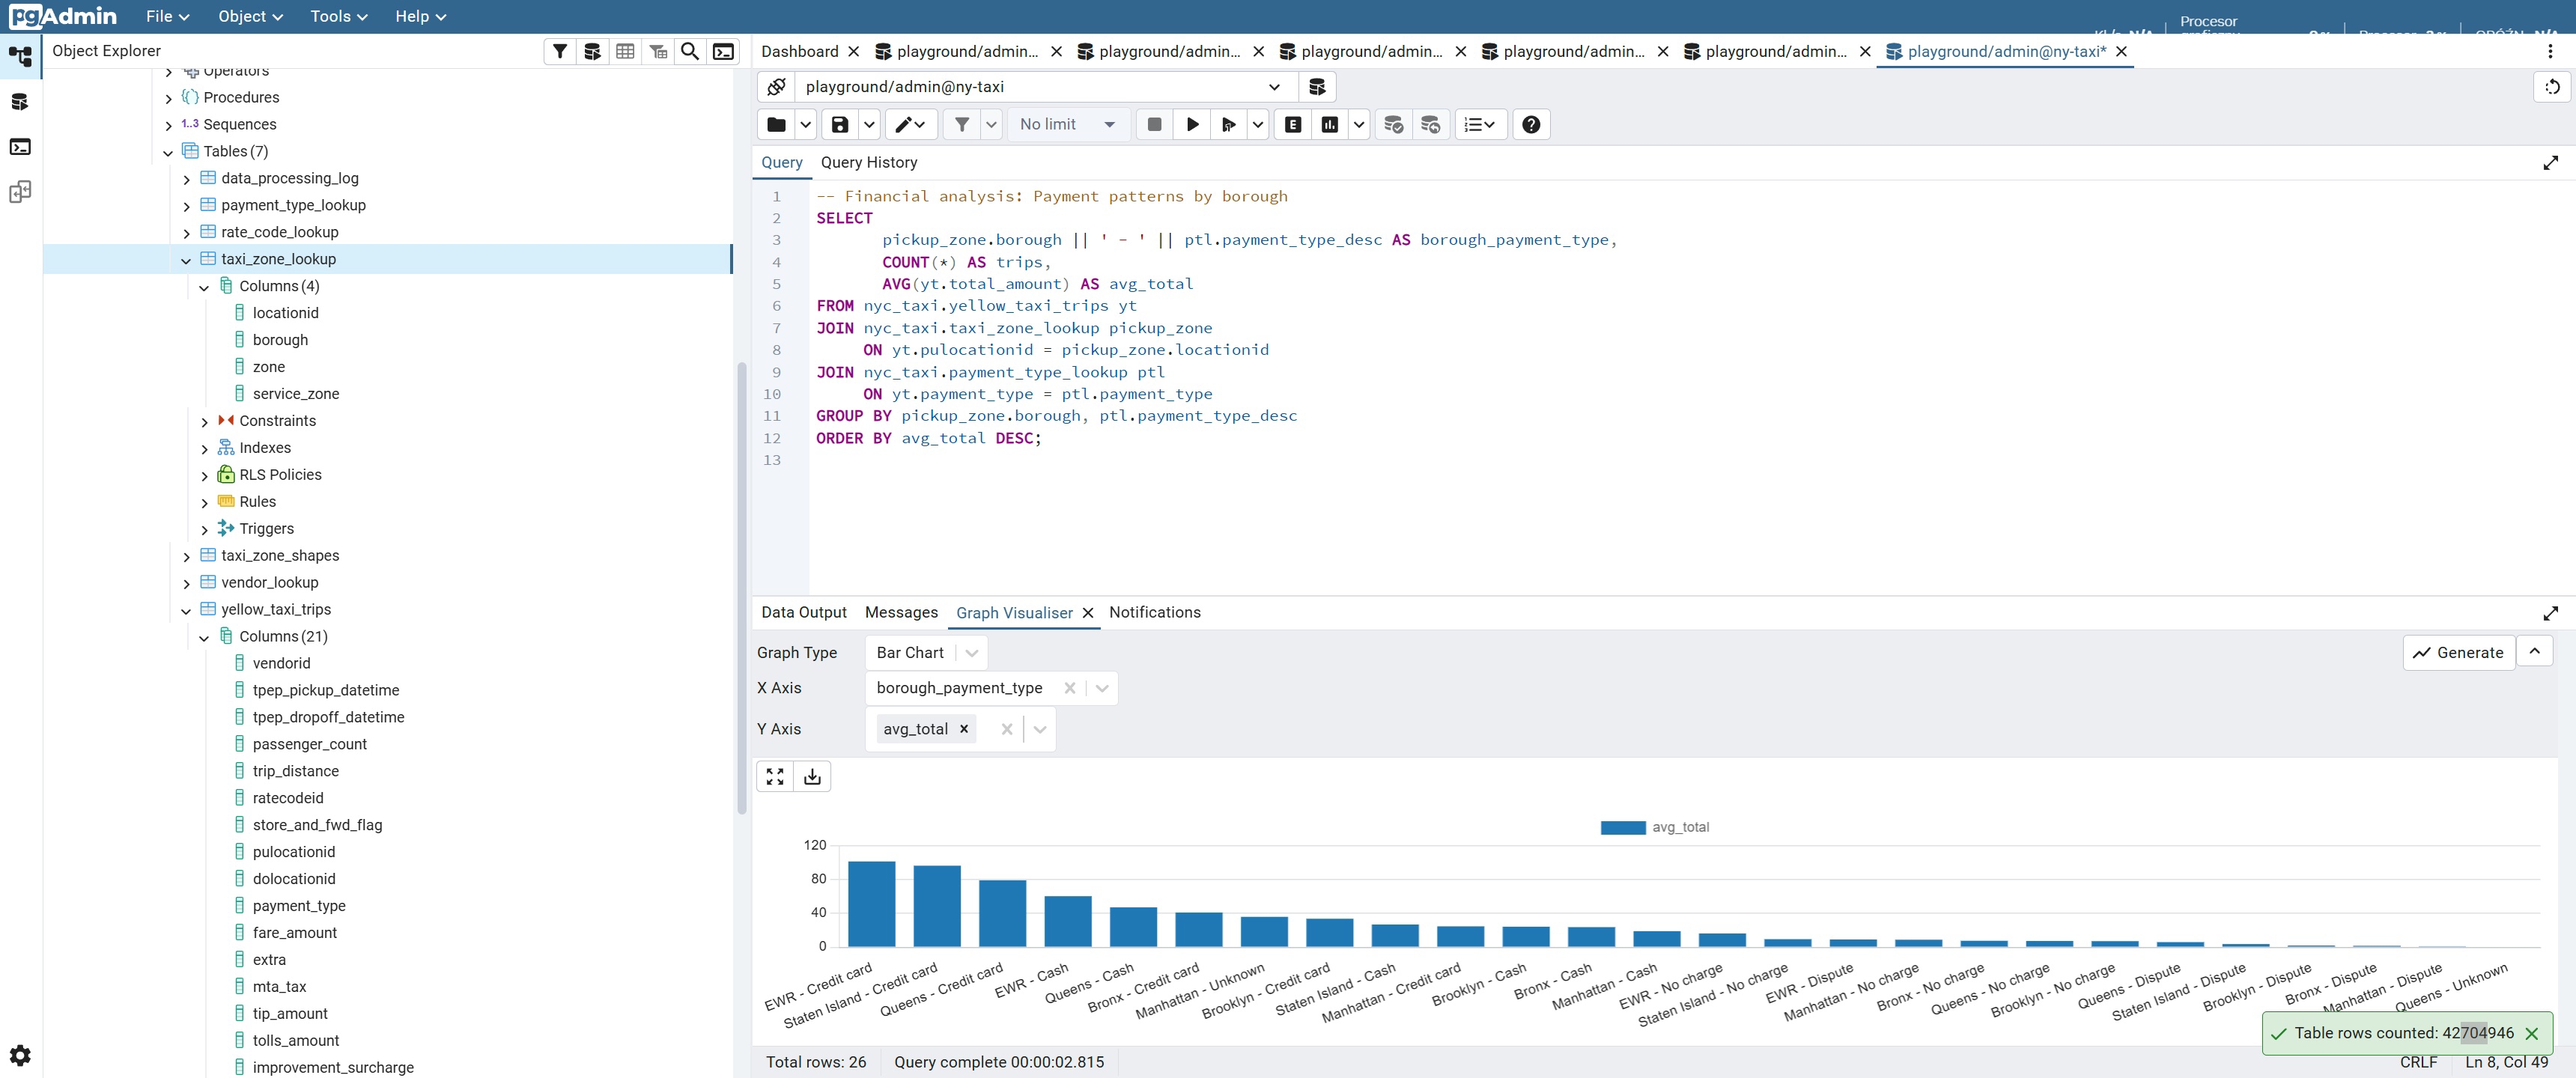 pgAdmin File Object Tools Help
Procesor
Object Explorer
Dashboard playground/admin... playground/admin... playground/admin... playground/admin... playground/admin... playground/admin@ny-taxi*
Operators
Procedures
1..3 Sequences
Tables (7)
data_processing_log
payment_type_lookup
rate_code_lookup
taxi_zone_lookup
Columns (4)
locationid
borough
zone
service_zone
Constraints
Indexes
RLS Policies
Rules
Triggers
taxi_zone_shapes
vendor_lookup
yellow_taxi_trips
Columns (21)
vendorid
tpep_pickup_datetime
tpep_dropoff_datetime
passenger_count
trip_distance
ratecodeid
store_and_fwd_flag
pulocationid
dolocationid
payment_type
fare_amount
extra
mta_tax
tip_amount
tolls_amount
improvement_surcharge
playground/admin@ny-taxi
No limit
E
Query Query History
1 -- Financial analysis: Payment patterns by borough
2 SELECT
3 pickup_zone.borough || ' - ' || ptl.payment_type_desc AS borough_payment_type,
4 COUNT(*) AS trips,
5 AVG(yt.total_amount) AS avg_total
6 FROM nyc_taxi.yellow_taxi_trips yt
7 JOIN nyc_taxi.taxi_zone_lookup pickup_zone
8 ON yt.pulocationid = pickup_zone.locationid
9 JOIN nyc_taxi.payment_type_lookup ptl
10 ON yt.payment_type = ptl.payment_type
11 GROUP BY pickup_zone.borough, ptl.payment_type_desc
12 ORDER BY avg_total DESC;
13
Data Output Messages Graph Visualiser Notifications
Graph Type Bar Chart Generate
X Axis borough_payment_type
Y Axis avg_total
avg_total
120
80
40
0
EWR - Credit card
Staten Island - Credit card
Queens - Credit card
EWR - Cash
Queens - Cash
Bronx - Credit card
Manhattan - Unknown
Brooklyn - Credit card
Staten Island - Cash
Manhattan - Credit card
Brooklyn - Cash
Bronx - Cash
Manhattan - Cash
EWR - No charge
Staten Island - No charge
EWR - Dispute
Manhattan - No charge
Bronx - No charge
Queens - No charge
Brooklyn - No charge
Queens - Dispute
Staten Island - Dispute
Brooklyn - Dispute
Bronx - Dispute
Manhattan - Dispute
Queens - Unknown
Table rows counted: 42704946
Total rows: 26 Query complete 00:00:02.815 CRLF Ln 8, Col 49